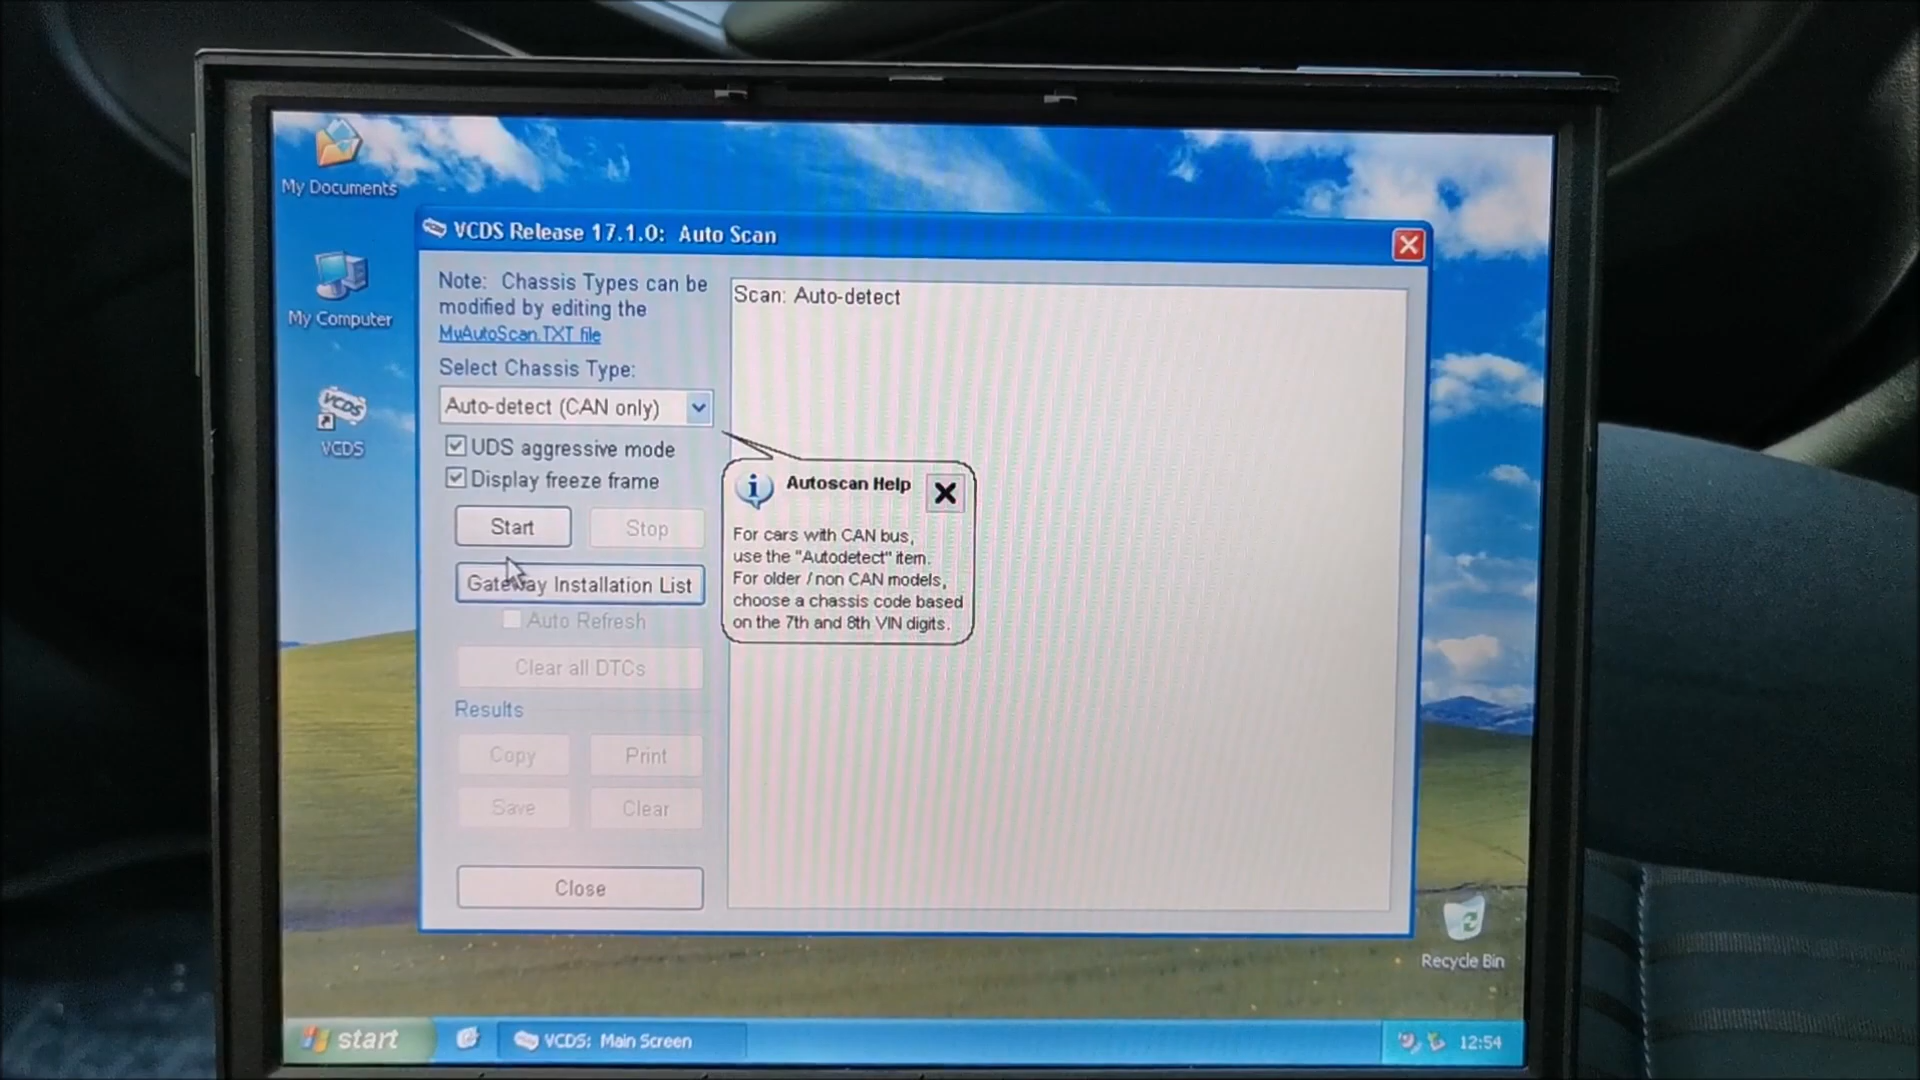 My Documents
My Computer
VCDS
VCDS
VCDS Release 17.1.0: Auto Scan
Note: Chassis Types can be
modified by editing the
MyAutoScan.TXT file
Select Chassis Type:
Auto-detect (CAN only)
UDS aggressive mode
Display freeze frame
Start
Stop
Gateway Installation List
Auto Refresh
Clear all DTCs
Results
Copy
Print
Save
Clear
Close
Scan: Auto-detect
Autoscan Help
For cars with CAN bus,
use the "Autodetect" item.
For older / non CAN models,
choose a chassis code based
on the 7th and 8th VIN digits.
Recycle Bin
start
VCDS: Main Screen
12:54